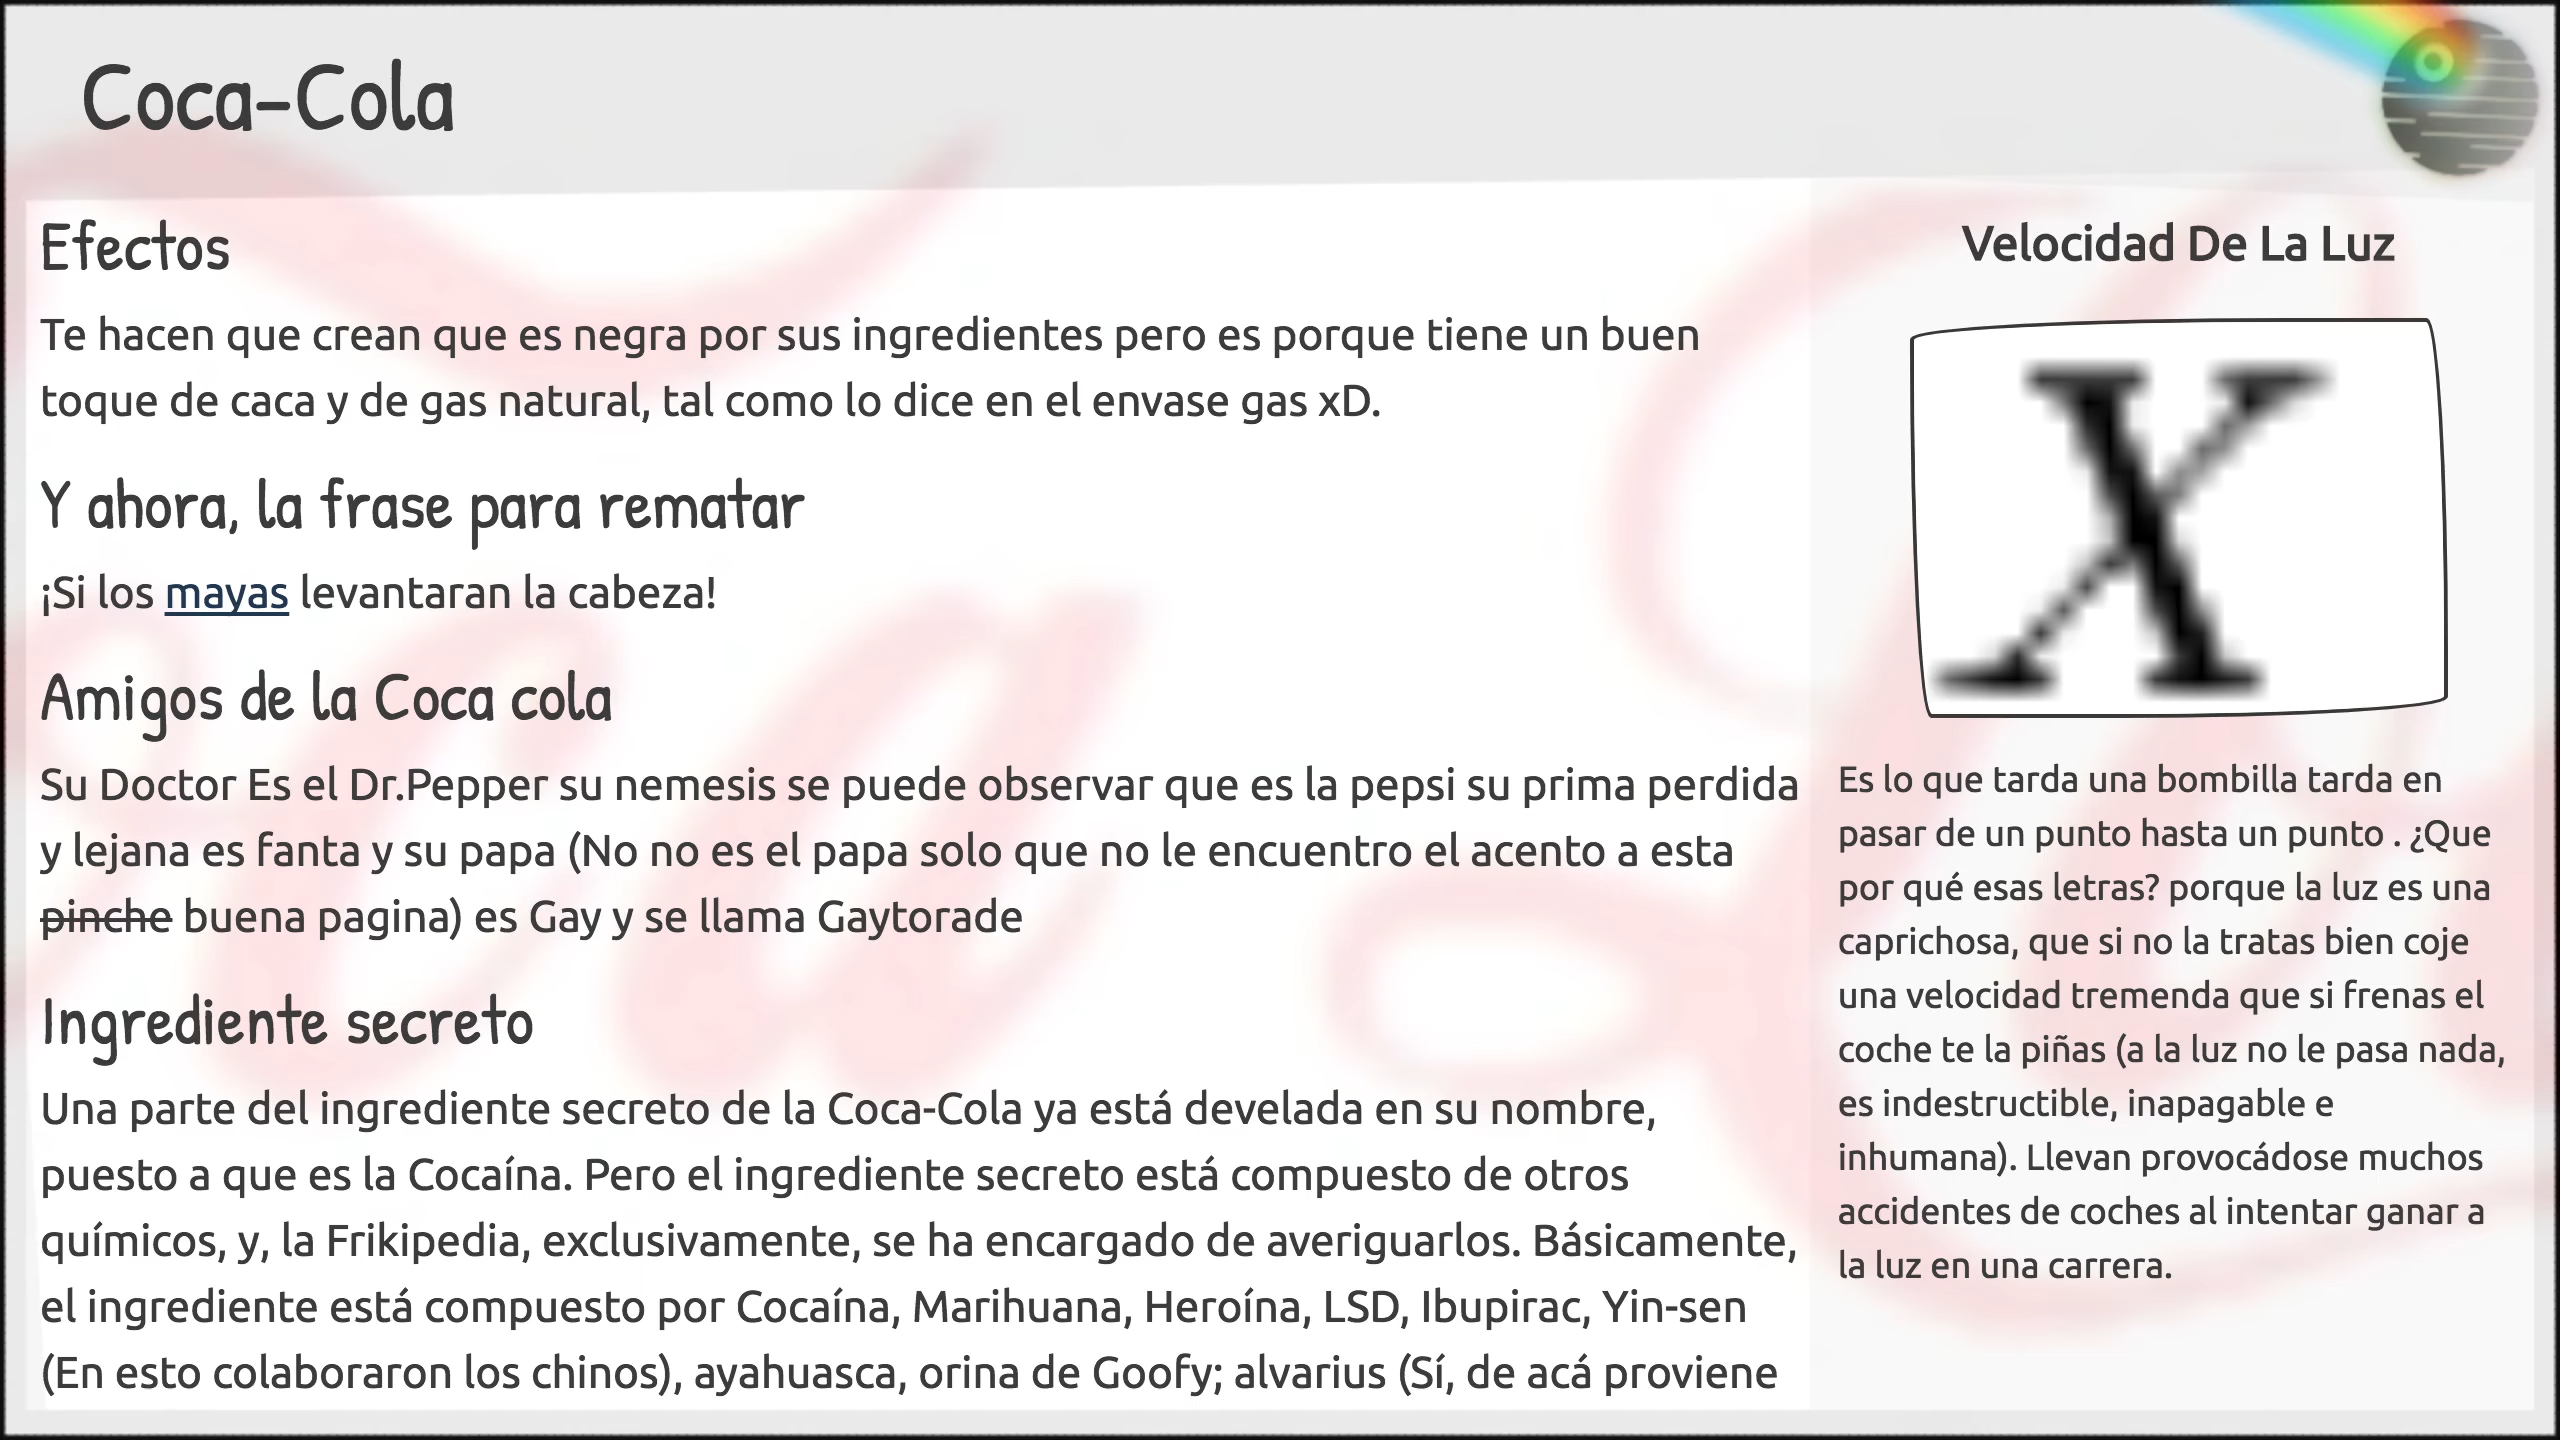 Coca-Cola
Efectos
Te hacen que crean que es negra por sus ingredientes pero es porque tiene un buen
toque de caca y de gas natural, tal como lo dice en el envase gas xD.
Y ahora, la frase para rematar
¡Si los mayas levantaran la cabeza!
Amigos de la Coca cola
Su Doctor Es el Dr.Pepper su nemesis se puede observar que es la pepsi su prima perdida
y lejana es fanta y su papa (No no es el papa solo que no le encuentro el acento a esta
pinche buena pagina) es Gay y se llama Gaytorade
Ingrediente secreto
Una parte del ingrediente secreto de la Coca-Cola ya está develada en su nombre,
puesto a que es la Cocaína. Pero el ingrediente secreto está compuesto de otros
químicos, y, la Frikipedia, exclusivamente, se ha encargado de averiguarlos. Básicamente,
el ingrediente está compuesto por Cocaína, Marihuana, Heroína, LSD, Ibupirac, Yin-sen
(En esto colaboraron los chinos), ayahuasca, orina de Goofy; alvarius (Sí, de acá proviene
Velocidad De La Luz
X
Es lo que tarda una bombilla tarda en
pasar de un punto hasta un punto . ¿Que
por qué esas letras? porque la luz es una
caprichosa, que si no la tratas bien coje
una velocidad tremenda que si frenas el
coche te la piñas (a la luz no le pasa nada,
es indestructible, inapagable e
inhumana). Llevan provocádose muchos
accidentes de coches al intentar ganar a
la luz en una carrera.